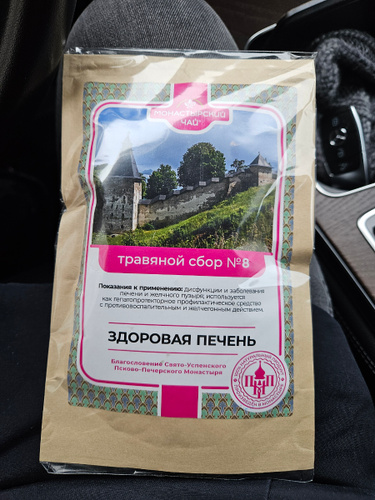 "МОНАСТЫРСКИЙ
ЧАЙ"
травяной сбор №8
Показания к применению: Дисфункции и заболевания
печени и желчного пузыря; используется
как гепатопротекторное профилактическое средство
с противовоспалительным и желчегонным действием.
ЗДОРОВАЯ ПЕЧЕНЬ
Благословение Свято-Успенского
Псково-Печерского Монастыря